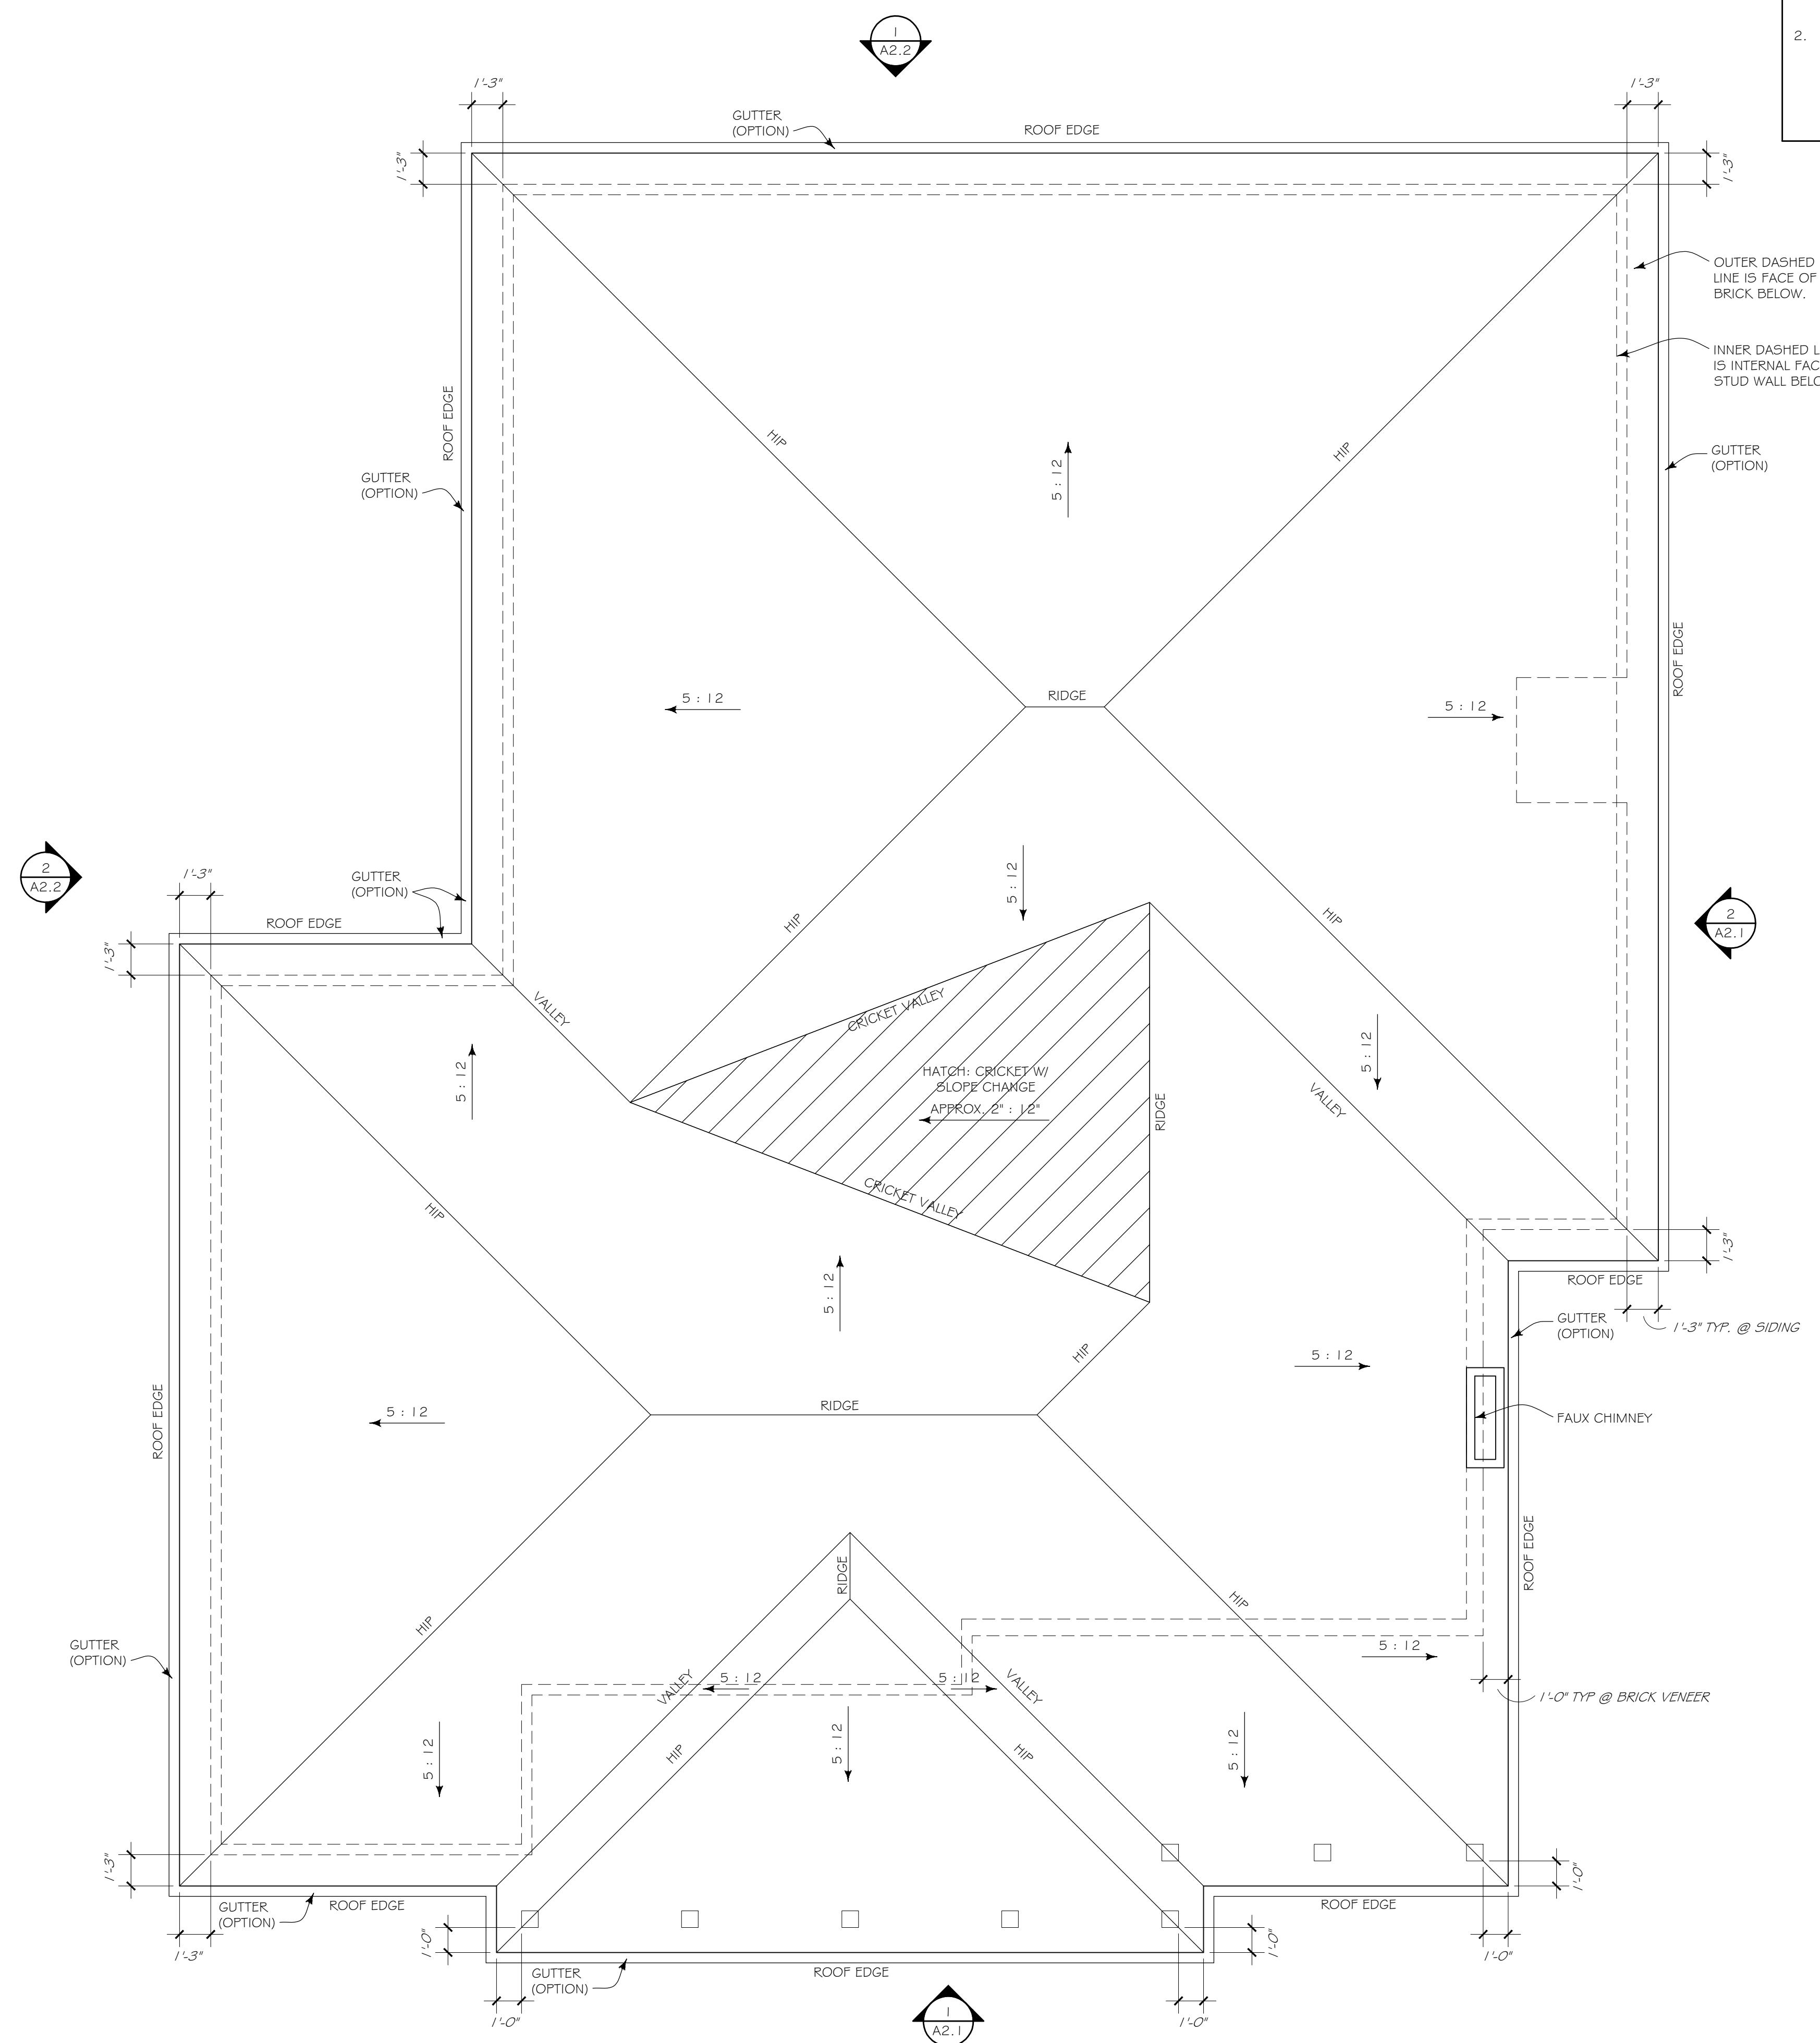 1
A2.2
2.
1'-3"
1'-3"
GUTTER
(OPTION)
ROOF EDGE
1'-3"
1'-3"
OUTER DASHED
LINE IS FACE OF
BRICK BELOW.
INNER DASHED
IS INTERNAL
STUD WALL
ROOF EDGE
HIP
HIP
GUTTER
(OPTION)
5 : 12
GUTTER
(OPTION)
ROOF EDGE
5 : 12
RIDGE
5 : 12
2
A2.2
1'-3"
GUTTER
(OPTION)
ROOF EDGE
5 : 12
HIP
HIP
2
A2.1
1'-3"
VALLEY
CRICKET VALLEY
5 : 12
5 : 12
HATCH: CRICKET W/
SLOPE CHANGE
APPROX. 2" : 12"
RIDGE
VALLEY
CRICKET VALLEY
HIP
1'-3"
ROOF EDGE
5 : 12
GUTTER
(OPTION)
1'-3" TYP. @ SIDING
HIP
5 : 12
ROOF EDGE
5 : 12
RIDGE
FAUX CHIMNEY
RIDGE
ROOF EDGE
HIP
HIP
GUTTER
(OPTION)
VALLEY
5 : 12
5 : 12
VALLEY
5 : 12
1'-0" TYP @ BRICK VENEER
5 : 12
HIP
5 : 12
HIP
5 : 12
1'-3"
1'-0"
GUTTER
(OPTION)
ROOF EDGE
ROOF EDGE
1'-3"
1'-0"
1'-0"
1'-0"
GUTTER
(OPTION)
ROOF EDGE
1'-0"
1'-0"
1
A2.1